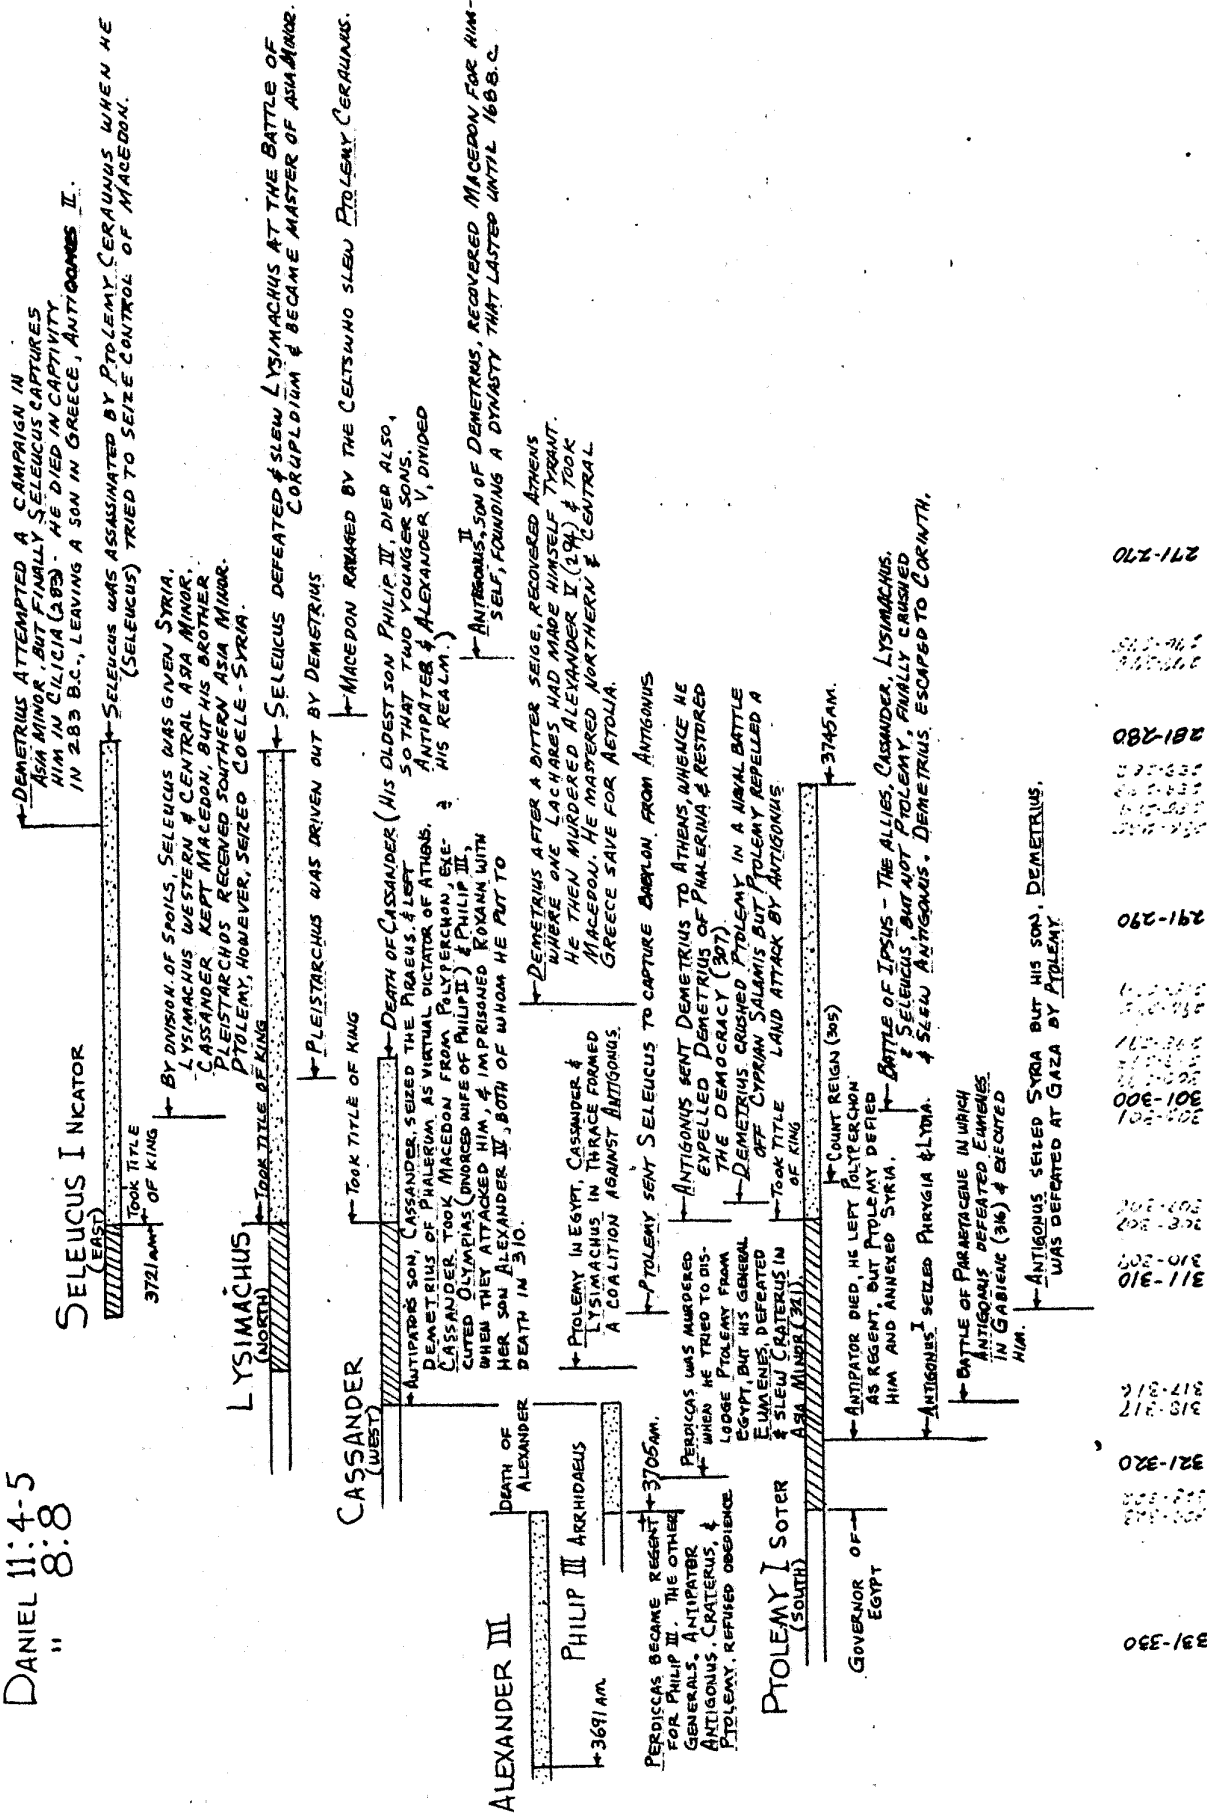 DANIEL 11:4-5
" 8:8
DEMETRIUS ATTEMPTED A CAMPAIGN IN
ASIA MINOR, BUT FINALLY SELEUCUS CAPTURES
HIM IN CILICIA (283) - HE DIED IN CAPTIVITY
IN 283 B.C., LEAVING A SON IN GREECE, II.
SELEUCUS I NICATOR
(EAST)
3721 AM
TOOK TITLE
OF KING
SELEUCUS WAS ASSASSINATED BY PTOLEMY CERAUNUS WHEN HE
(SELEUCUS) TRIED TO SEIZE CONTROL OF MACEDON.
BY DIVISION OF SPOILS, SELEUCUS WAS GIVEN SYRIA.
LYSIMACHUS WESTERN & CENTRAL ASIA MINOR.
CASSANDER KEPT MACEDON, BUT HIS BROTHER
PLEISTARCHOS RECEIVED SOUTHERN ASIA MINOR.
PTOLEMY, HOWEVER, SEIZED COELE-SYRIA.
LYSIMACHUS
(NORTH)
TOOK TITLE OF KING
SELEUCUS DEFEATED & SLEW LYSIMACHUS AT THE BATTLE OF
CORUPLDIUM & BECAME MASTER OF ASIA MINOR.
PLEISTARCHUS WAS DRIVEN OUT BY DEMETRIUS
MACEDON RAVAGED BY THE CELTS WHO SLEW PTOLEMY CERAUNUS.
CASSANDER
(WEST)
TOOK TITLE OF KING
DEATH OF CASSANDER (HIS OLDEST SON PHILIP IV, DIED ALSO,
SO THAT TWO YOUNGER SONS,
ANTIPATER & ALEXANDER V, DIVIDED
HIS REALM.)
ANTIPATOR'S SON, CASSANDER, SEIZED THE PIRAEUS, & LEFT
DEMETRIUS OF PHALERUM AS VIRTUAL DICTATOR OF ATHENS.
CASSANDER TOOK MACEDON FROM POLYPERCHON, EXE-
CUTED OLYMPIAS (DIVORCED WIFE OF PHILIP II) & PHILIP III, &
WHEN THEY ATTACKED HIM, & IMPRISONED ROXANN WITH
HER SON ALEXANDER IV, BOTH OF WHOM HE PUT TO
DEATH IN 310.
ANTIGONUS II, SON OF DEMETRIUS, RECOVERED MACEDON FOR HIM-
SELF, FOUNDING A DYNASTY THAT LASTED UNTIL 168 B.C.
ALEXANDER III
3691 AM
DEATH OF
ALEXANDER
PHILIP III ARRHIDAEUS
3705 AM.
DEMETRIUS AFTER A BITTER SEIGE, RECOVERED ATHENS
WHERE ONE LACHARES HAD MADE HIMSELF TYRANT.
HE THEN MURDERED ALEXANDER V (294) & TOOK
MACEDON. HE MASTERED NORTHERN & CENTRAL
GREECE SAVE FOR AETOLIA.
PTOLEMY IN EGYPT, CASSANDER &
LYSIMACHUS IN THRACE FORMED
A COALITION AGAINST ANTIGONUS
PTOLEMY SENT SELEUCUS TO CAPTURE BABYLON FROM ANTIGONUS
PERDICCAS BECAME REGENT
FOR PHILIP III. THE OTHER
GENERALS, ANTIPATOR
ANTIGONUS, CRATERUS, &
PTOLEMY, REFUSED OBEDIENCE
PERDICCAS WAS MURDERED
WHEN HE TRIED TO DIS-
LODGE PTOLEMY FROM
EGYPT, BUT HIS GENERAL
EUMENES, DEFEATED
& SLEW CRATERUS IN
ASIA MINOR (321).
ANTIGONUS SENT DEMETRIUS TO ATHENS, WHENCE HE
EXPELLED DEMETRIUS OF PHALERINA & RESTORED
THE DEMOCRACY (307)
DEMETRIUS CRUSHED PTOLEMY IN A NAVAL BATTLE
OFF CYPRIAN SALAMIS BUT PTOLEMY REPELLED A
LAND ATTACK BY ANTIGONUS
TOOK TITLE
OF KING
PTOLEMY I SOTER
(SOUTH)
GOVERNOR OF
EGYPT
COUNT REIGN (305)
3745 AM.
ANTIPATOR DIED, HE LEFT POLYPERCHON
AS REGENT, BUT PTOLEMY DEFIED
HIM AND ANNEXED SYRIA.
BATTLE OF IPSUS - THE ALLIES, CASSANDER, LYSIMACHUS,
& SELEUCUS, BUT NOT PTOLEMY, FINALLY CRUSHED
& SLEW ANTIGONUS. DEMETRIUS ESCAPED TO CORINTH.
ANTIGONUS I SEIZED PHRYGIA & LYDIA.
BATTLE OF PARAETACENE IN WHICH
ANTIGONUS DEFEATED EUMENES
IN GABIENE (316) & EXECUTED
HIM.
ANTIGONUS SEIZED SYRIA BUT HIS SON, DEMETRIUS,
WAS DEFEATED AT GAZA BY PTOLEMY
331-330
321-320
318-317
317-316
311-310
310-309
301-300
291-290
281-280
271-270